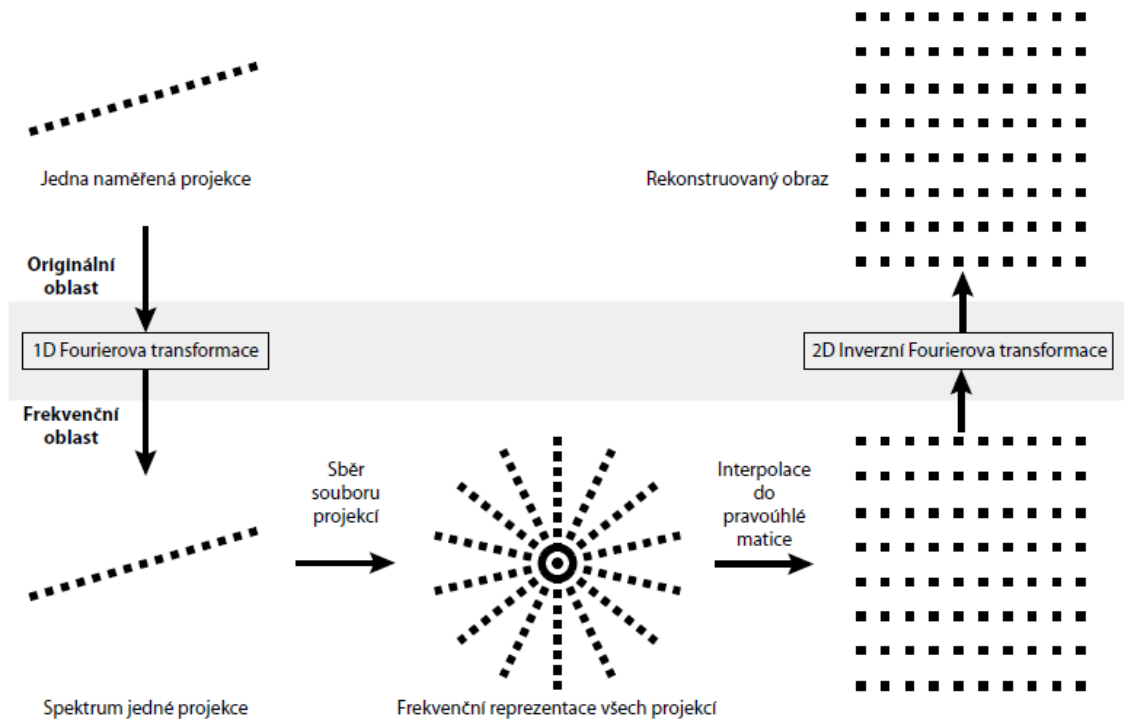 Jedna naměřená projekce
Rekonstruovaný obraz
Originální
oblast
1D Fourierova transformace
2D Inverzní Fourierova transformace
Frekvenční
oblast
Sběr
souboru
projekcí
Interpolace
do
pravoúhlé
matice
Spektrum jedné projekce
Frekvenční reprezentace všech projekcí